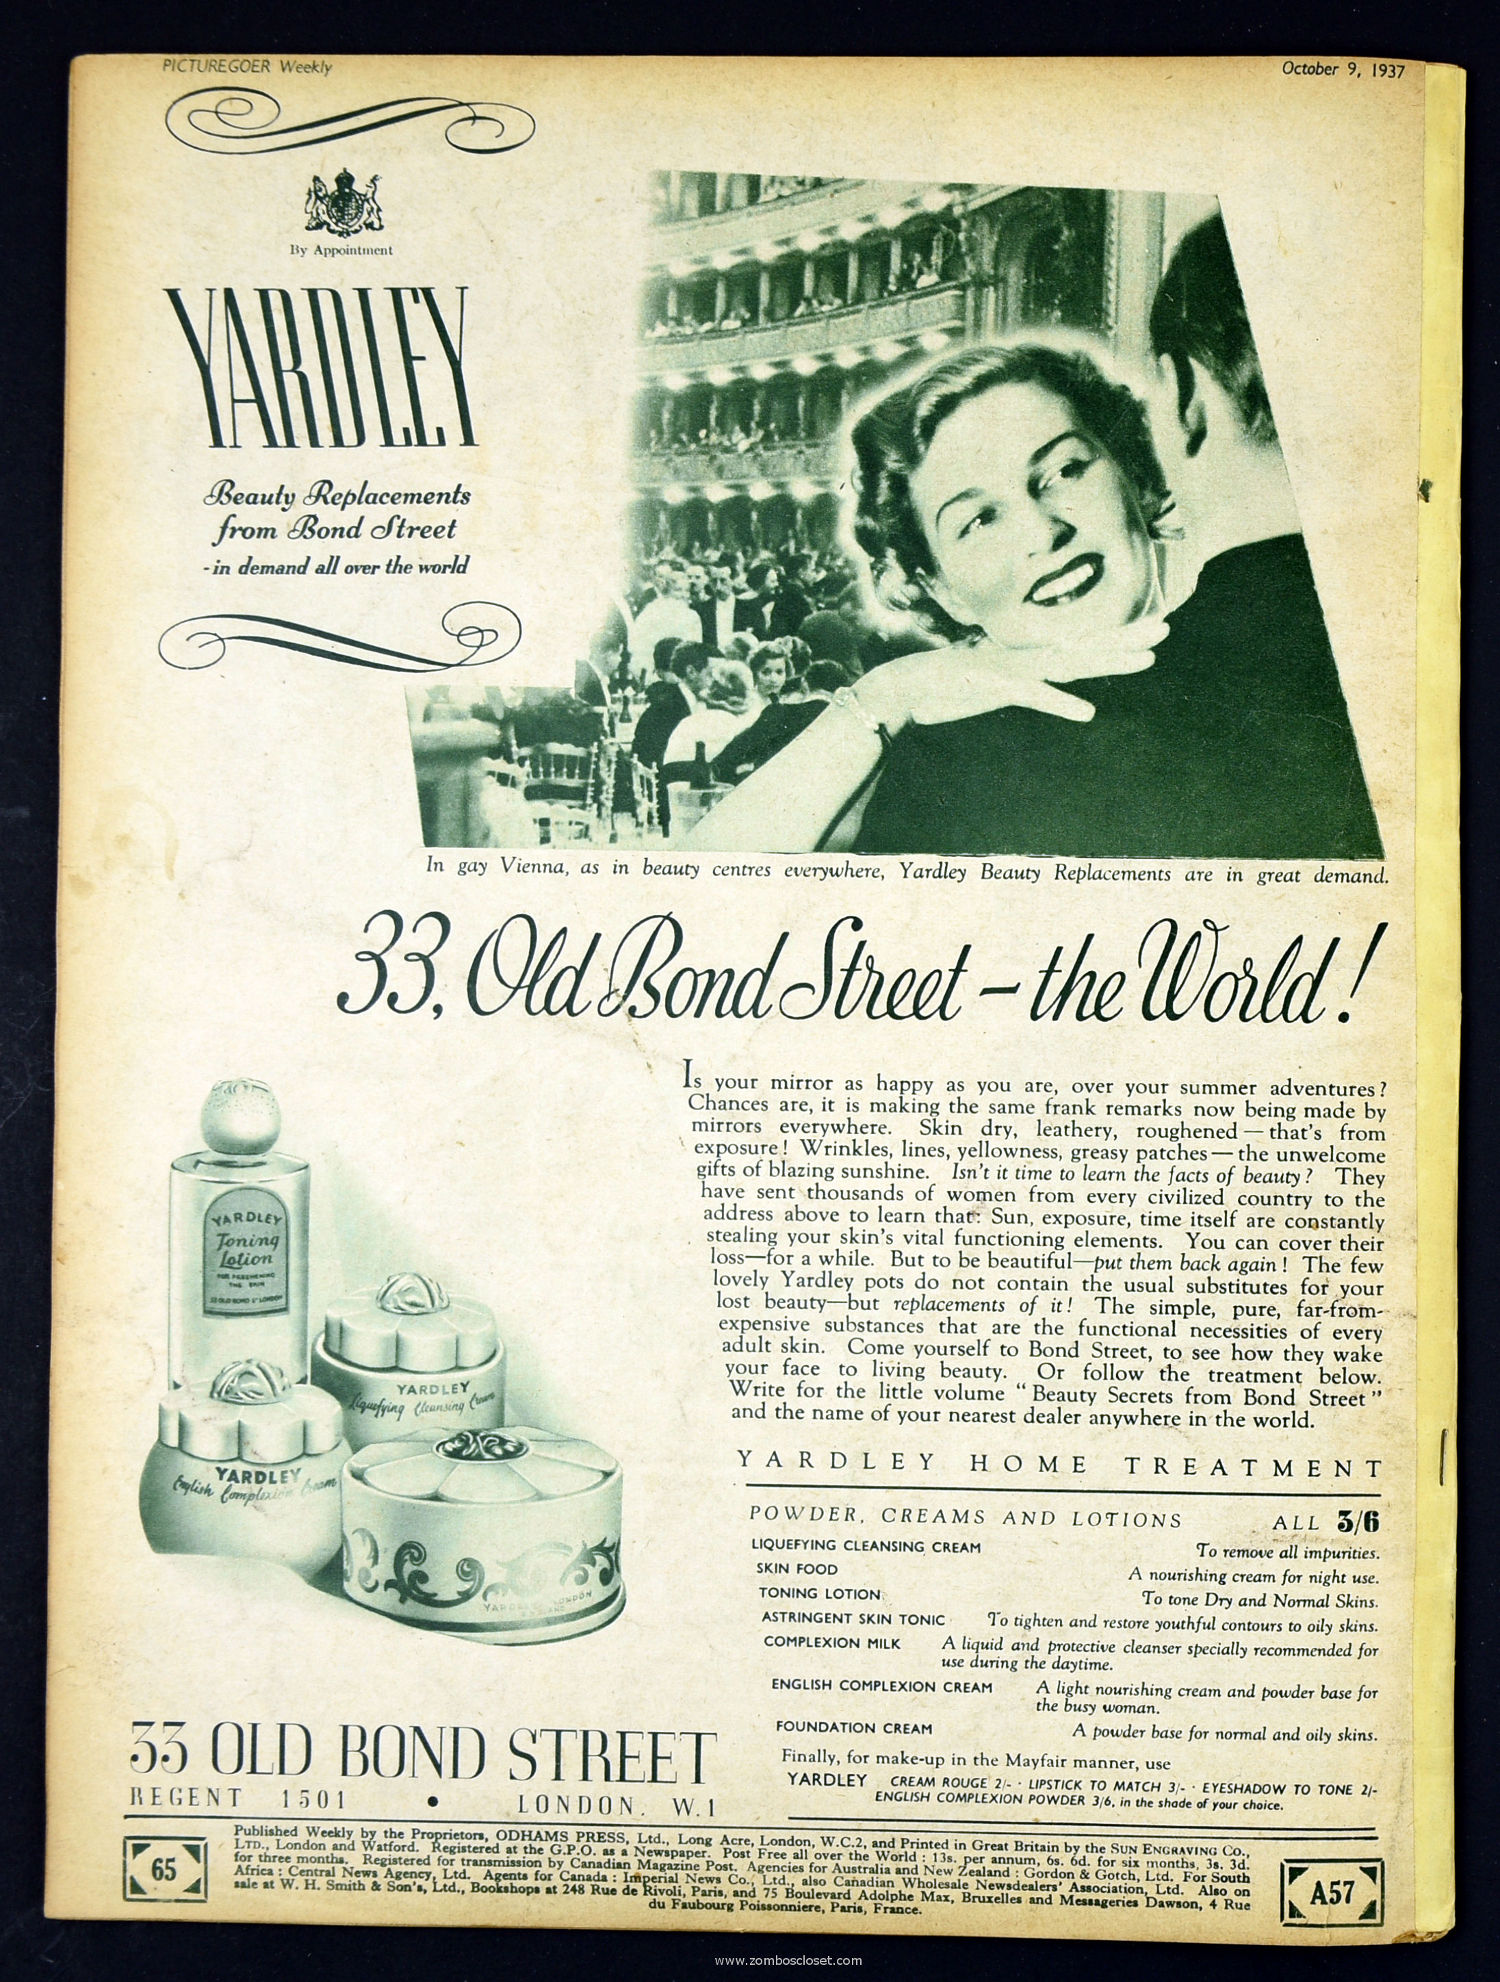 PICTUREGOER Weekly
October 9, 1937
By Appointment
YARDLEY
Beauty Replacements
from Bond Street
- in demand all over the world
In gay Vienna, as in beauty centres everywhere, Yardley Beauty Replacements are in great demand.
33, Old Bond Street – the World!
Is your mirror as happy as you are, over your summer adventures?
Chances are, it is making the same frank remarks now being made by
mirrors everywhere. Skin dry, leathery, roughened — that's from
exposure! Wrinkles, lines, yellowness, greasy patches — the unwelcome
gifts of blazing sunshine. Isn't it time to learn the facts of beauty? They
have sent thousands of women from every civilized country to the
address above to learn that: Sun, exposure, time itself are constantly
stealing your skin's vital functioning elements. You can cover their
loss—for a while. But to be beautiful—put them back again! The few
lovely Yardley pots do not contain the usual substitutes for your
lost beauty—but replacements of it! The simple, pure, far-from-
expensive substances that are the functional necessities of every
adult skin. Come yourself to Bond Street, to see how they wake
your face to living beauty. Or follow the treatment below.
Write for the little volume "Beauty Secrets from Bond Street"
and the name of your nearest dealer anywhere in the world.
YARDLEY
Toning
Lotion
FOR FRESHENING
THE SKIN
33 OLD BOND ST LONDON
YARDLEY
Liquefying Cleansing Cream
YARDLEY
English Complexion Cream
YARDLEY LONDON
YARDLEY HOME TREATMENT
POWDER, CREAMS AND LOTIONS ALL 3/6
LIQUEFYING CLEANSING CREAM To remove all impurities.
SKIN FOOD A nourishing cream for night use.
TONING LOTION To tone Dry and Normal Skins.
ASTRINGENT SKIN TONIC To tighten and restore youthful contours to oily skins.
COMPLEXION MILK A liquid and protective cleanser specially recommended for
use during the daytime.
ENGLISH COMPLEXION CREAM A light nourishing cream and powder base for
the busy woman.
FOUNDATION CREAM A powder base for normal and oily skins.
Finally, for make-up in the Mayfair manner, use
YARDLEY CREAM ROUGE 2/- · LIPSTICK TO MATCH 3/- · EYESHADOW TO TONE 2/-
ENGLISH COMPLEXION POWDER 3/6, in the shade of your choice.
33 OLD BOND STREET
REGENT 1501 • LONDON, W.1
65
Published Weekly by the Proprietors, ODHAMS PRESS, Ltd., Long Acre, London, W.C.2, and Printed in Great Britain by the SUN ENGRAVING Co.,
LTD., London and Watford. Registered at the G.P.O. as a Newspaper. Post Free all over the World : 13s. per annum, 6s. 6d. for six months, 3s. 3d.
for three months. Registered for transmission by Canadian Magazine Post. Agencies for Australia and New Zealand : Gordon & Gotch, Ltd. For South
Africa : Central News Agency, Ltd. Agents for Canada : Imperial News Co., Ltd., also Canadian Wholesale Newsdealers' Association, Ltd. Also on
sale at W. H. Smith & Son's, Ltd., Bookshops at 248 Rue de Rivoli, Paris, and 75 Boulevard Adolphe Max, Bruxelles and Messageries Dawson, 4 Rue
du Faubourg Poissonniere, Paris, France.
A57
www.zomboscloset.com